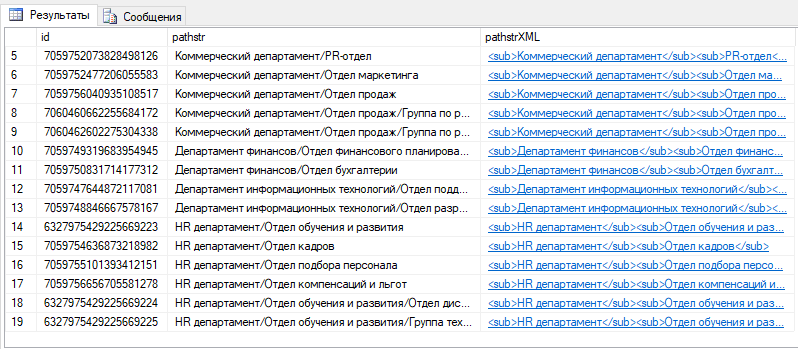 Результаты Сообщения
id pathstr pathstrXML
5 7059752073828498126 Коммерческий департамент/PR-отдел <sub>Коммерческий департамент</sub><sub>PR-отдел<...
6 7059752477206055583 Коммерческий департамент/Отдел маркетинга <sub>Коммерческий департамент</sub><sub>Отдел ма...
7 7059756040935108517 Коммерческий департамент/Отдел продаж <sub>Коммерческий департамент</sub><sub>Отдел про...
8 7060460662255684172 Коммерческий департамент/Отдел продаж/Группа по р... <sub>Коммерческий департамент</sub><sub>Отдел про...
9 7060462602275304338 Коммерческий департамент/Отдел продаж/Группа по р... <sub>Коммерческий департамент</sub><sub>Отдел про...
10 7059749319683954945 Департамент финансов/Отдел финансового планирова... <sub>Департамент финансов</sub><sub>Отдел финанс...
11 7059750831714177312 Департамент финансов/Отдел бухгалтерии <sub>Департамент финансов</sub><sub>Отдел бухгалт...
12 7059747644872117081 Департамент информационных технологий/Отдел подд... <sub>Департамент информационных технологий</sub><...
13 7059748846667578167 Департамент информационных технологий/Отдел разр... <sub>Департамент информационных технологий</sub><...
14 6327975429225669223 HR департамент/Отдел обучения и развития <sub>HR департамент</sub><sub>Отдел обучения и раз...
15 7059754636873218982 HR департамент/Отдел кадров <sub>HR департамент</sub><sub>Отдел кадров</sub>
16 7059755101393412151 HR департамент/Отдел подбора персонала <sub>HR департамент</sub><sub>Отдел подбора персо...
17 7059756656705581278 HR департамент/Отдел компенсаций и льгот <sub>HR департамент</sub><sub>Отдел компенсаций и...
18 6327975429225669224 HR департамент/Отдел обучения и развития/Отдел дис... <sub>HR департамент</sub><sub>Отдел обучения и раз...
19 6327975429225669225 HR департамент/Отдел обучения и развития/Группа тех... <sub>HR департамент</sub><sub>Отдел обучения и раз...